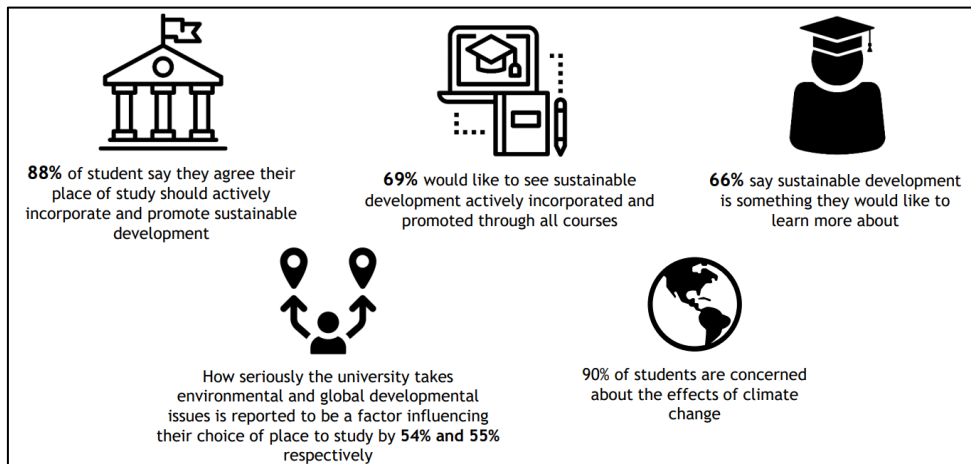 88% of student say they agree their
place of study should actively
incorporate and promote sustainable
development
69% would like to see sustainable
development actively incorporated and
promoted through all courses
66% say sustainable development
is something they would like to
learn more about
How seriously the university takes
environmental and global developmental
issues is reported to be a factor influencing
their choice of place to study by 54% and 55%
respectively
90% of students are concerned
about the effects of climate
change